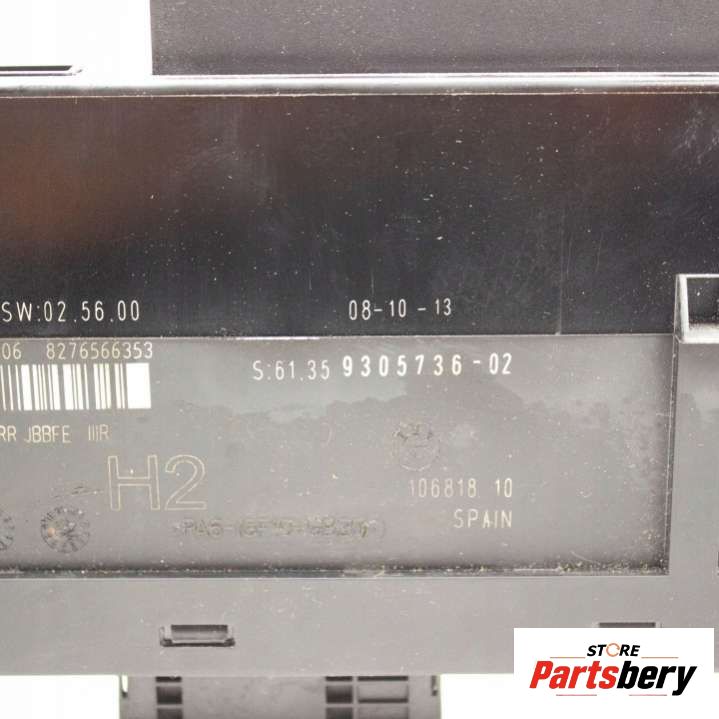 SW:02.56.00
08-10-13
06 8276566353
S:61.35 9305736-02
RR JBBFE IIIR
H2
106818.10
SPAIN
STORE
Partsbery